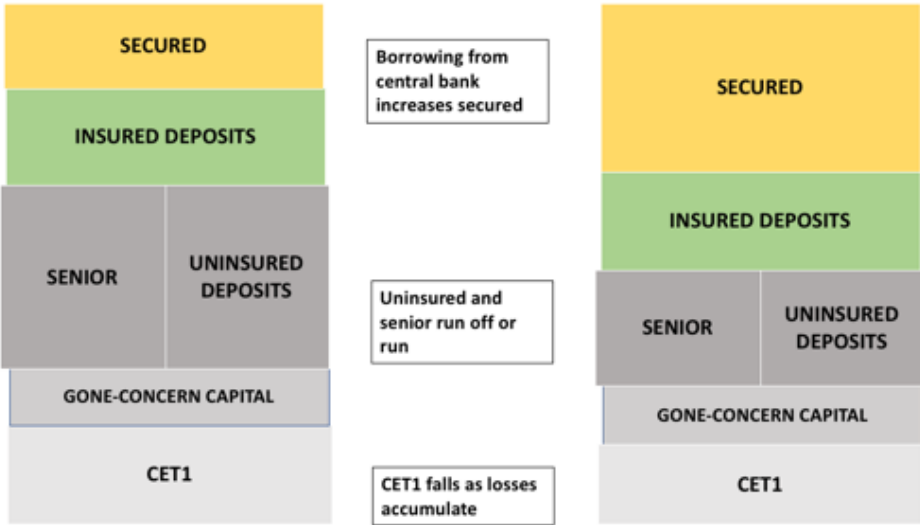 SECURED
INSURED DEPOSITS
SENIOR
UNINSURED
DEPOSITS
GONE-CONCERN CAPITAL
CET1
Borrowing from
central bank
increases secured
Uninsured and
senior run off or
run
CET1 falls as losses
accumulate
SECURED
INSURED DEPOSITS
SENIOR
UNINSURED
DEPOSITS
GONE-CONCERN CAPITAL
CET1